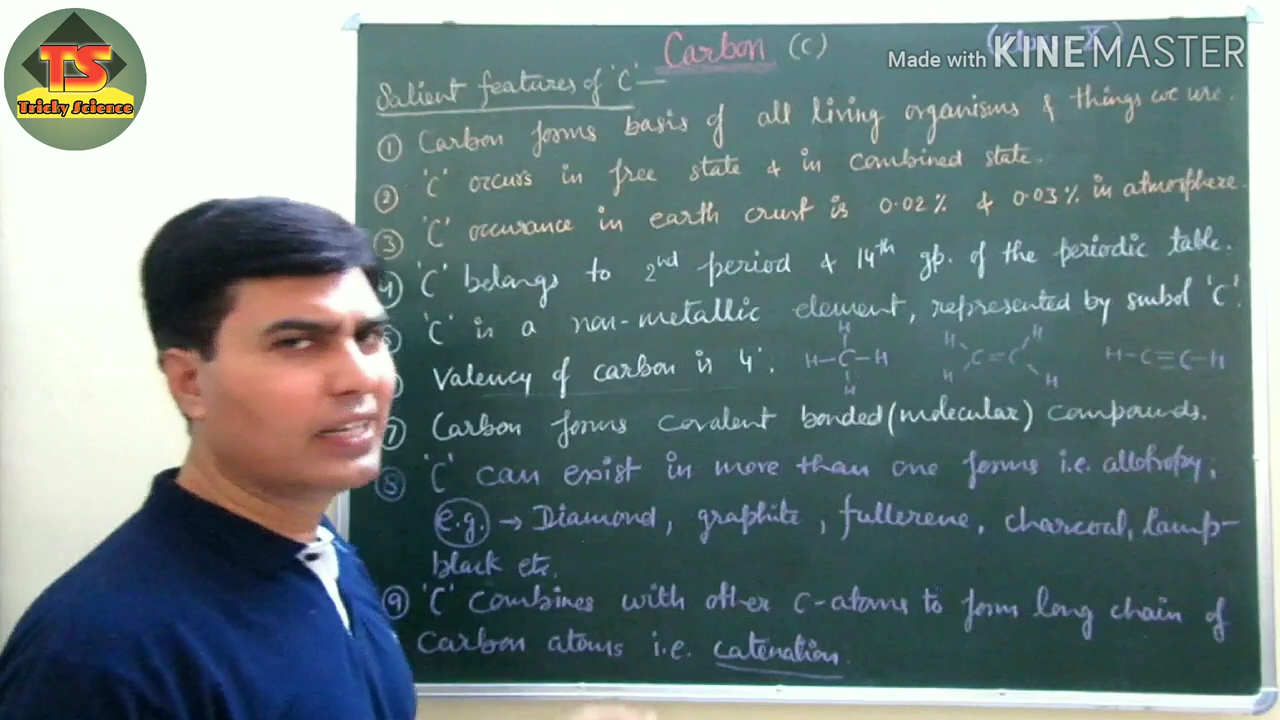 TS
Tricky Science
Made with KINEMASTER
Carbon (C) (Class X)
Salient features of 'C' —
① Carbon forms basis of all living organisms & things we use.
② 'C' occurs in free state & in combined state.
③ 'C' occurance in earth crust is 0.02% & 0.03% in atmosphere.
4 'C' belongs to 2nd period & 14th gp. of the periodic table.
'C' is a non-metallic element, represented by smbol 'C'.
Valency of carbon is '4'.
H
H–C–H
H
H H
C=C
H H
H–C≡C–H
7 Carbon forms covalent bonded (molecular) compounds.
⑧ 'C' can exist in more than one forms i.e. allotropy;
e.g. → Diamond, graphite, fullerene, charcoal, lamp-
black etc.
⑨ 'C' combines with other C-atoms to form long chain of
carbon atoms i.e. catenation.